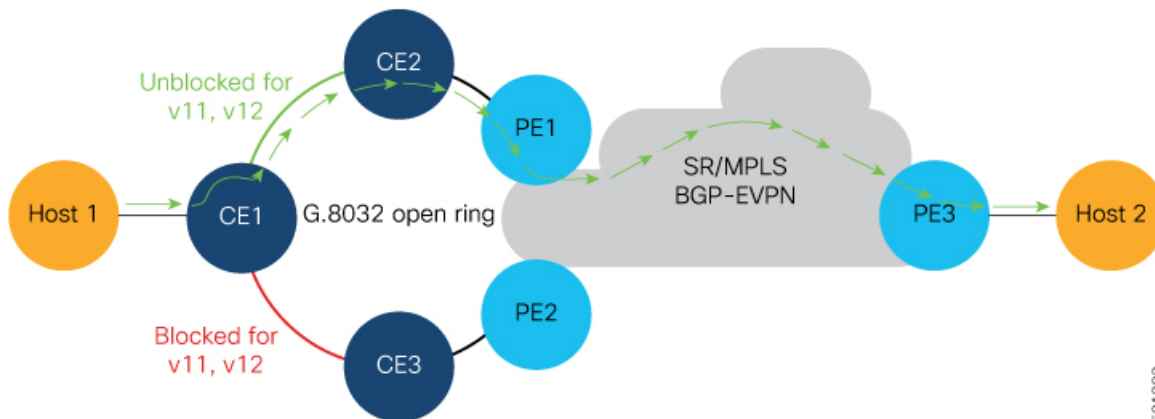 Unblocked for
v11, v12
CE2
PE1
SR/MPLS
BGP-EVPN
Host 1
CE1
G.8032 open ring
PE3
Host 2
Blocked for
v11, v12
CE3
PE2